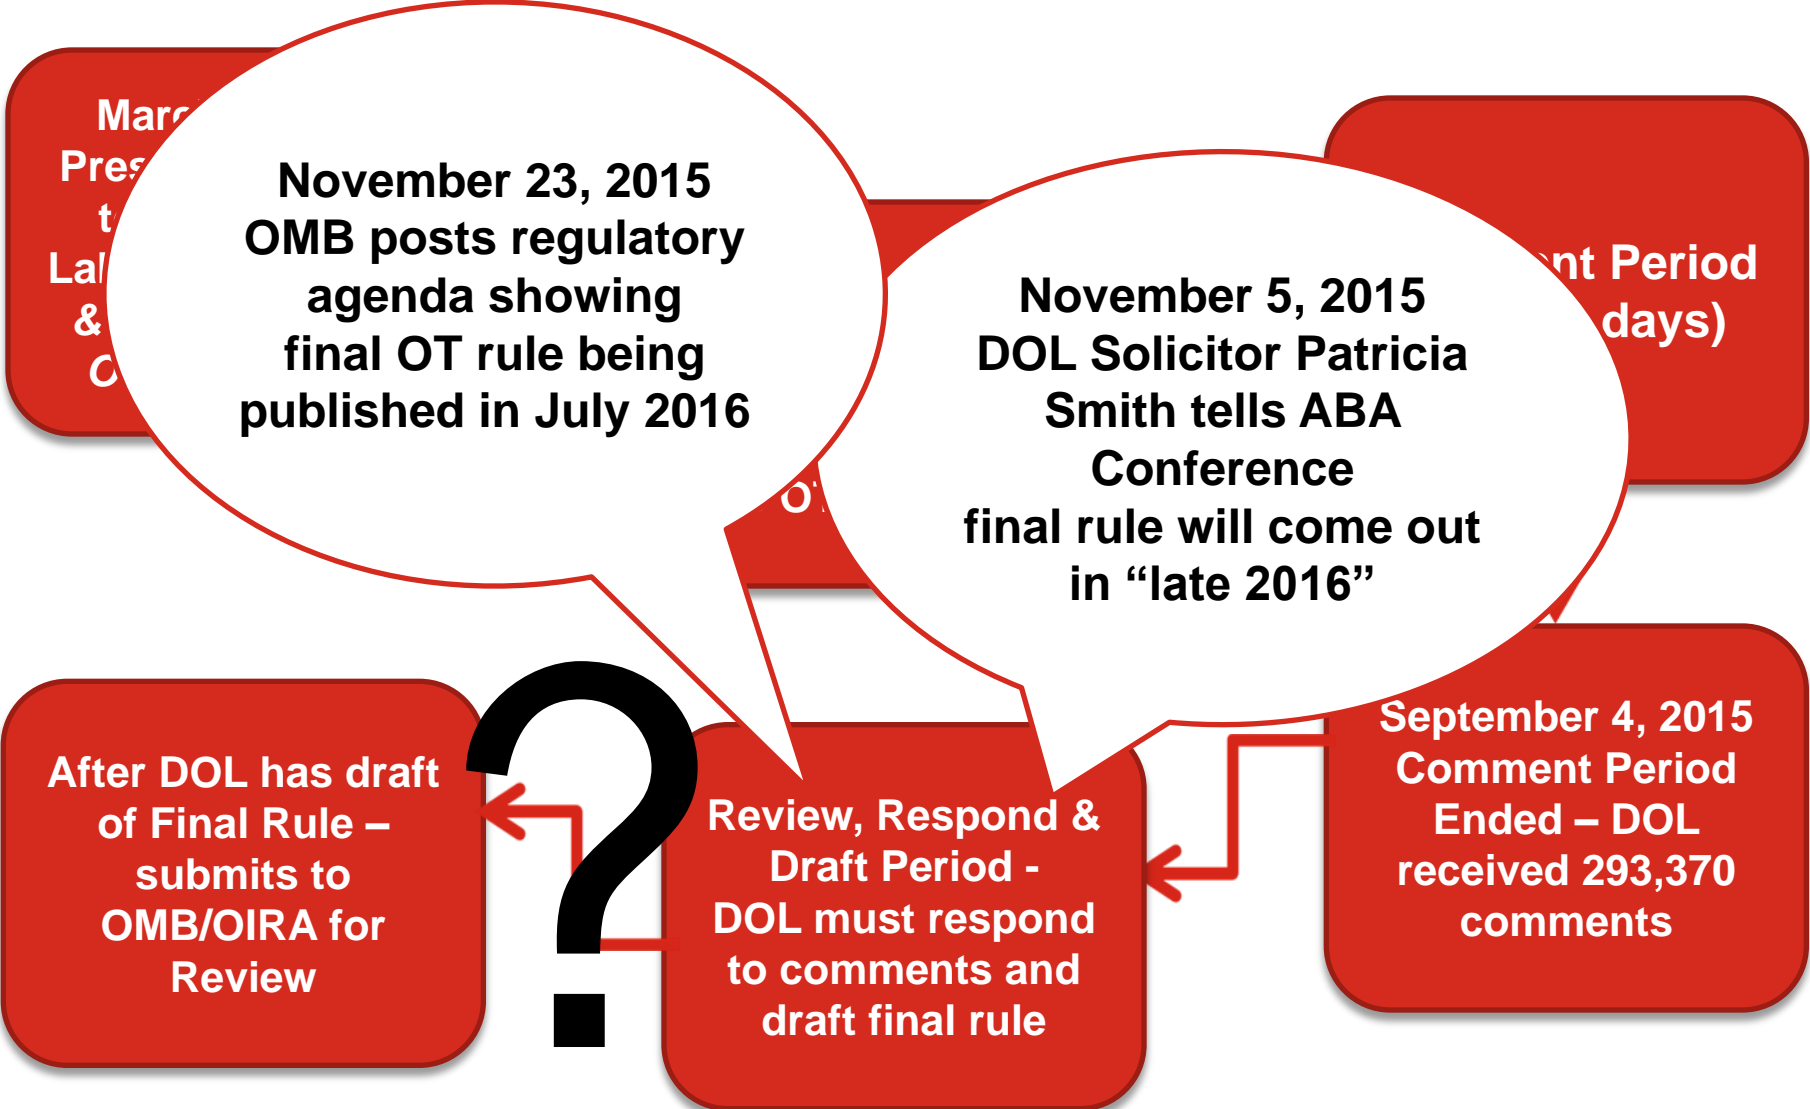 November 23, 2015
OMB posts regulatory
agenda showing
final OT rule being
published in July 2016
November 5, 2015
DOL Solicitor Patricia
Smith tells ABA
Conference
final rule will come out
in “late 2016”
Period
days)
&
After DOL has draft
of Final Rule –
submits to
OMB/OIRA for
Review
?
Review, Respond &
Draft Period -
DOL must respond
to comments and
draft final rule
September 4, 2015
Comment Period
Ended – DOL
received 293,370
comments